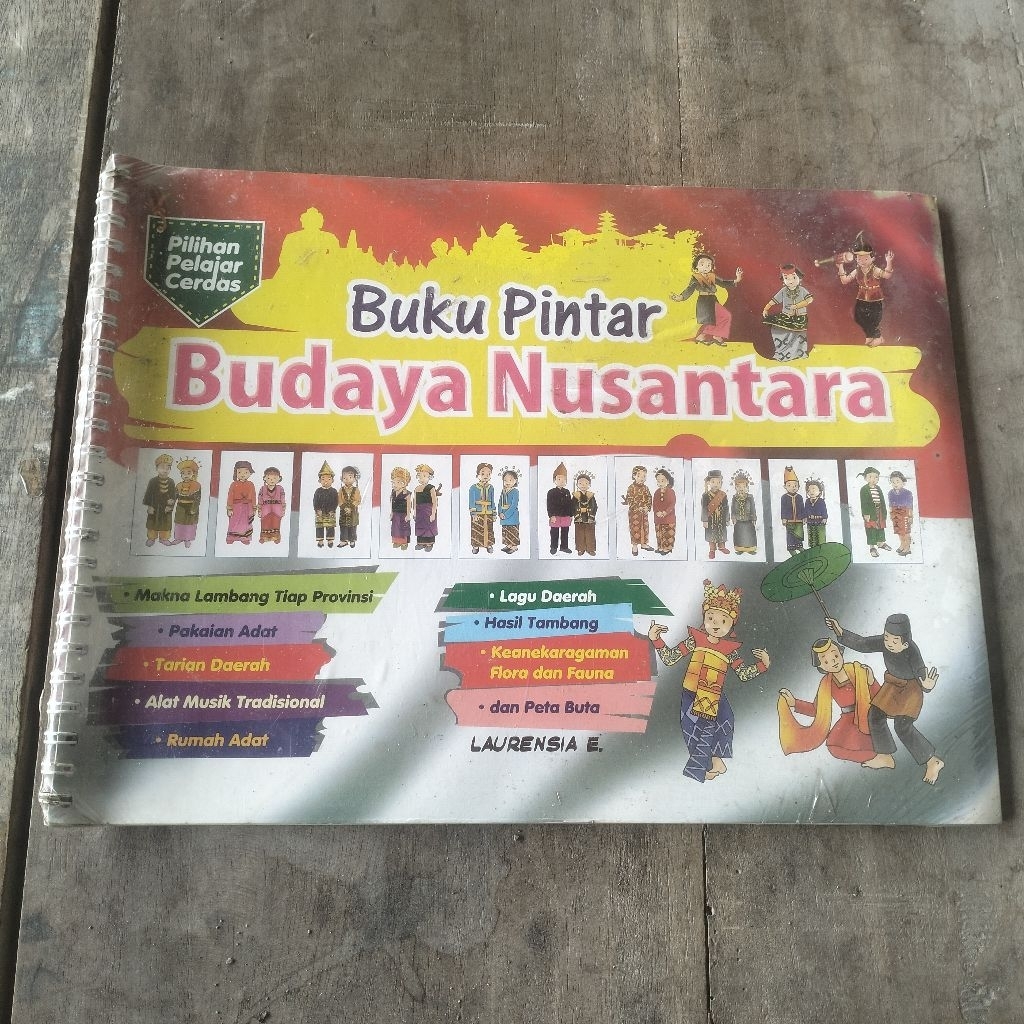 Pilihan
Pelajar
Cerdas
Buku Pintar
Budaya Nusantara
• Makna Lambang Tiap Provinsi
• Pakaian Adat
• Tarian Daerah
• Alat Musik Tradisional
• Rumah Adat
• Lagu Daerah
• Hasil Tambang
• Keanekaragaman
Flora dan Fauna
• dan Peta Buta
LAURENSIA E.